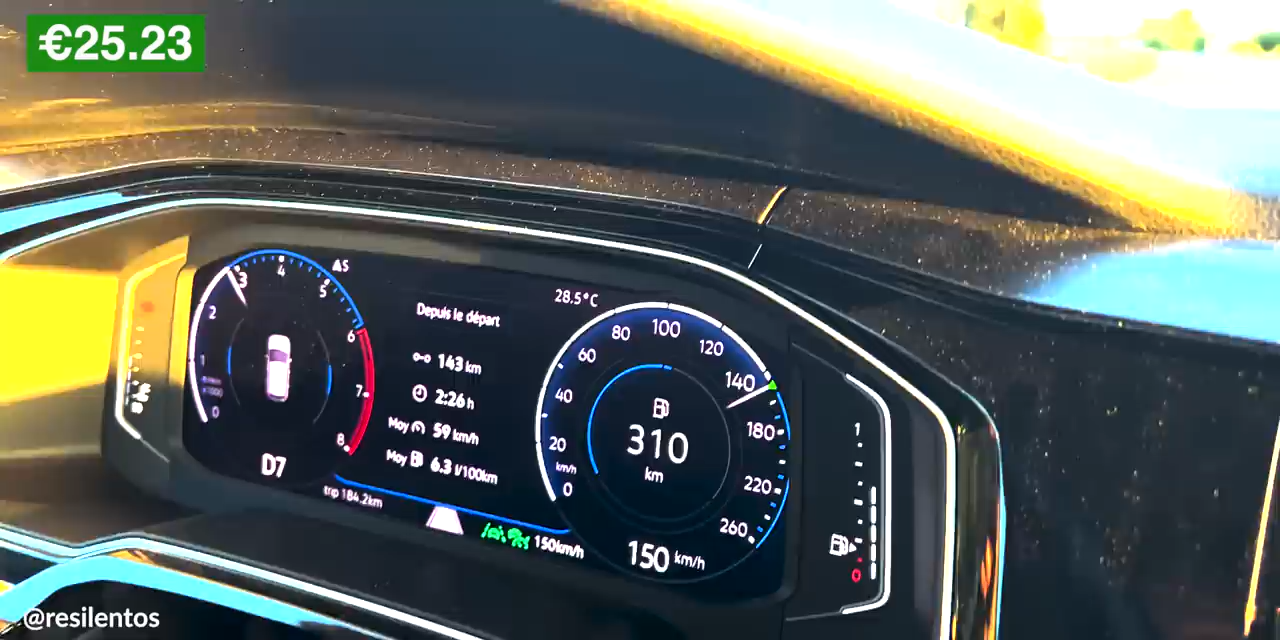 €25.23
3
4
5
▲5
2
6
1
7
0
8
D7
trip 184.2km
Depuis le départ
143 km
2:26 h
Moy 59 km/h
Moy 6.3 l/100km
150km/h
28.5°C
80
100
120
60
140
40
180
20
km/h
220
0
260
310
km
150 km/h
1
0
@resilentos